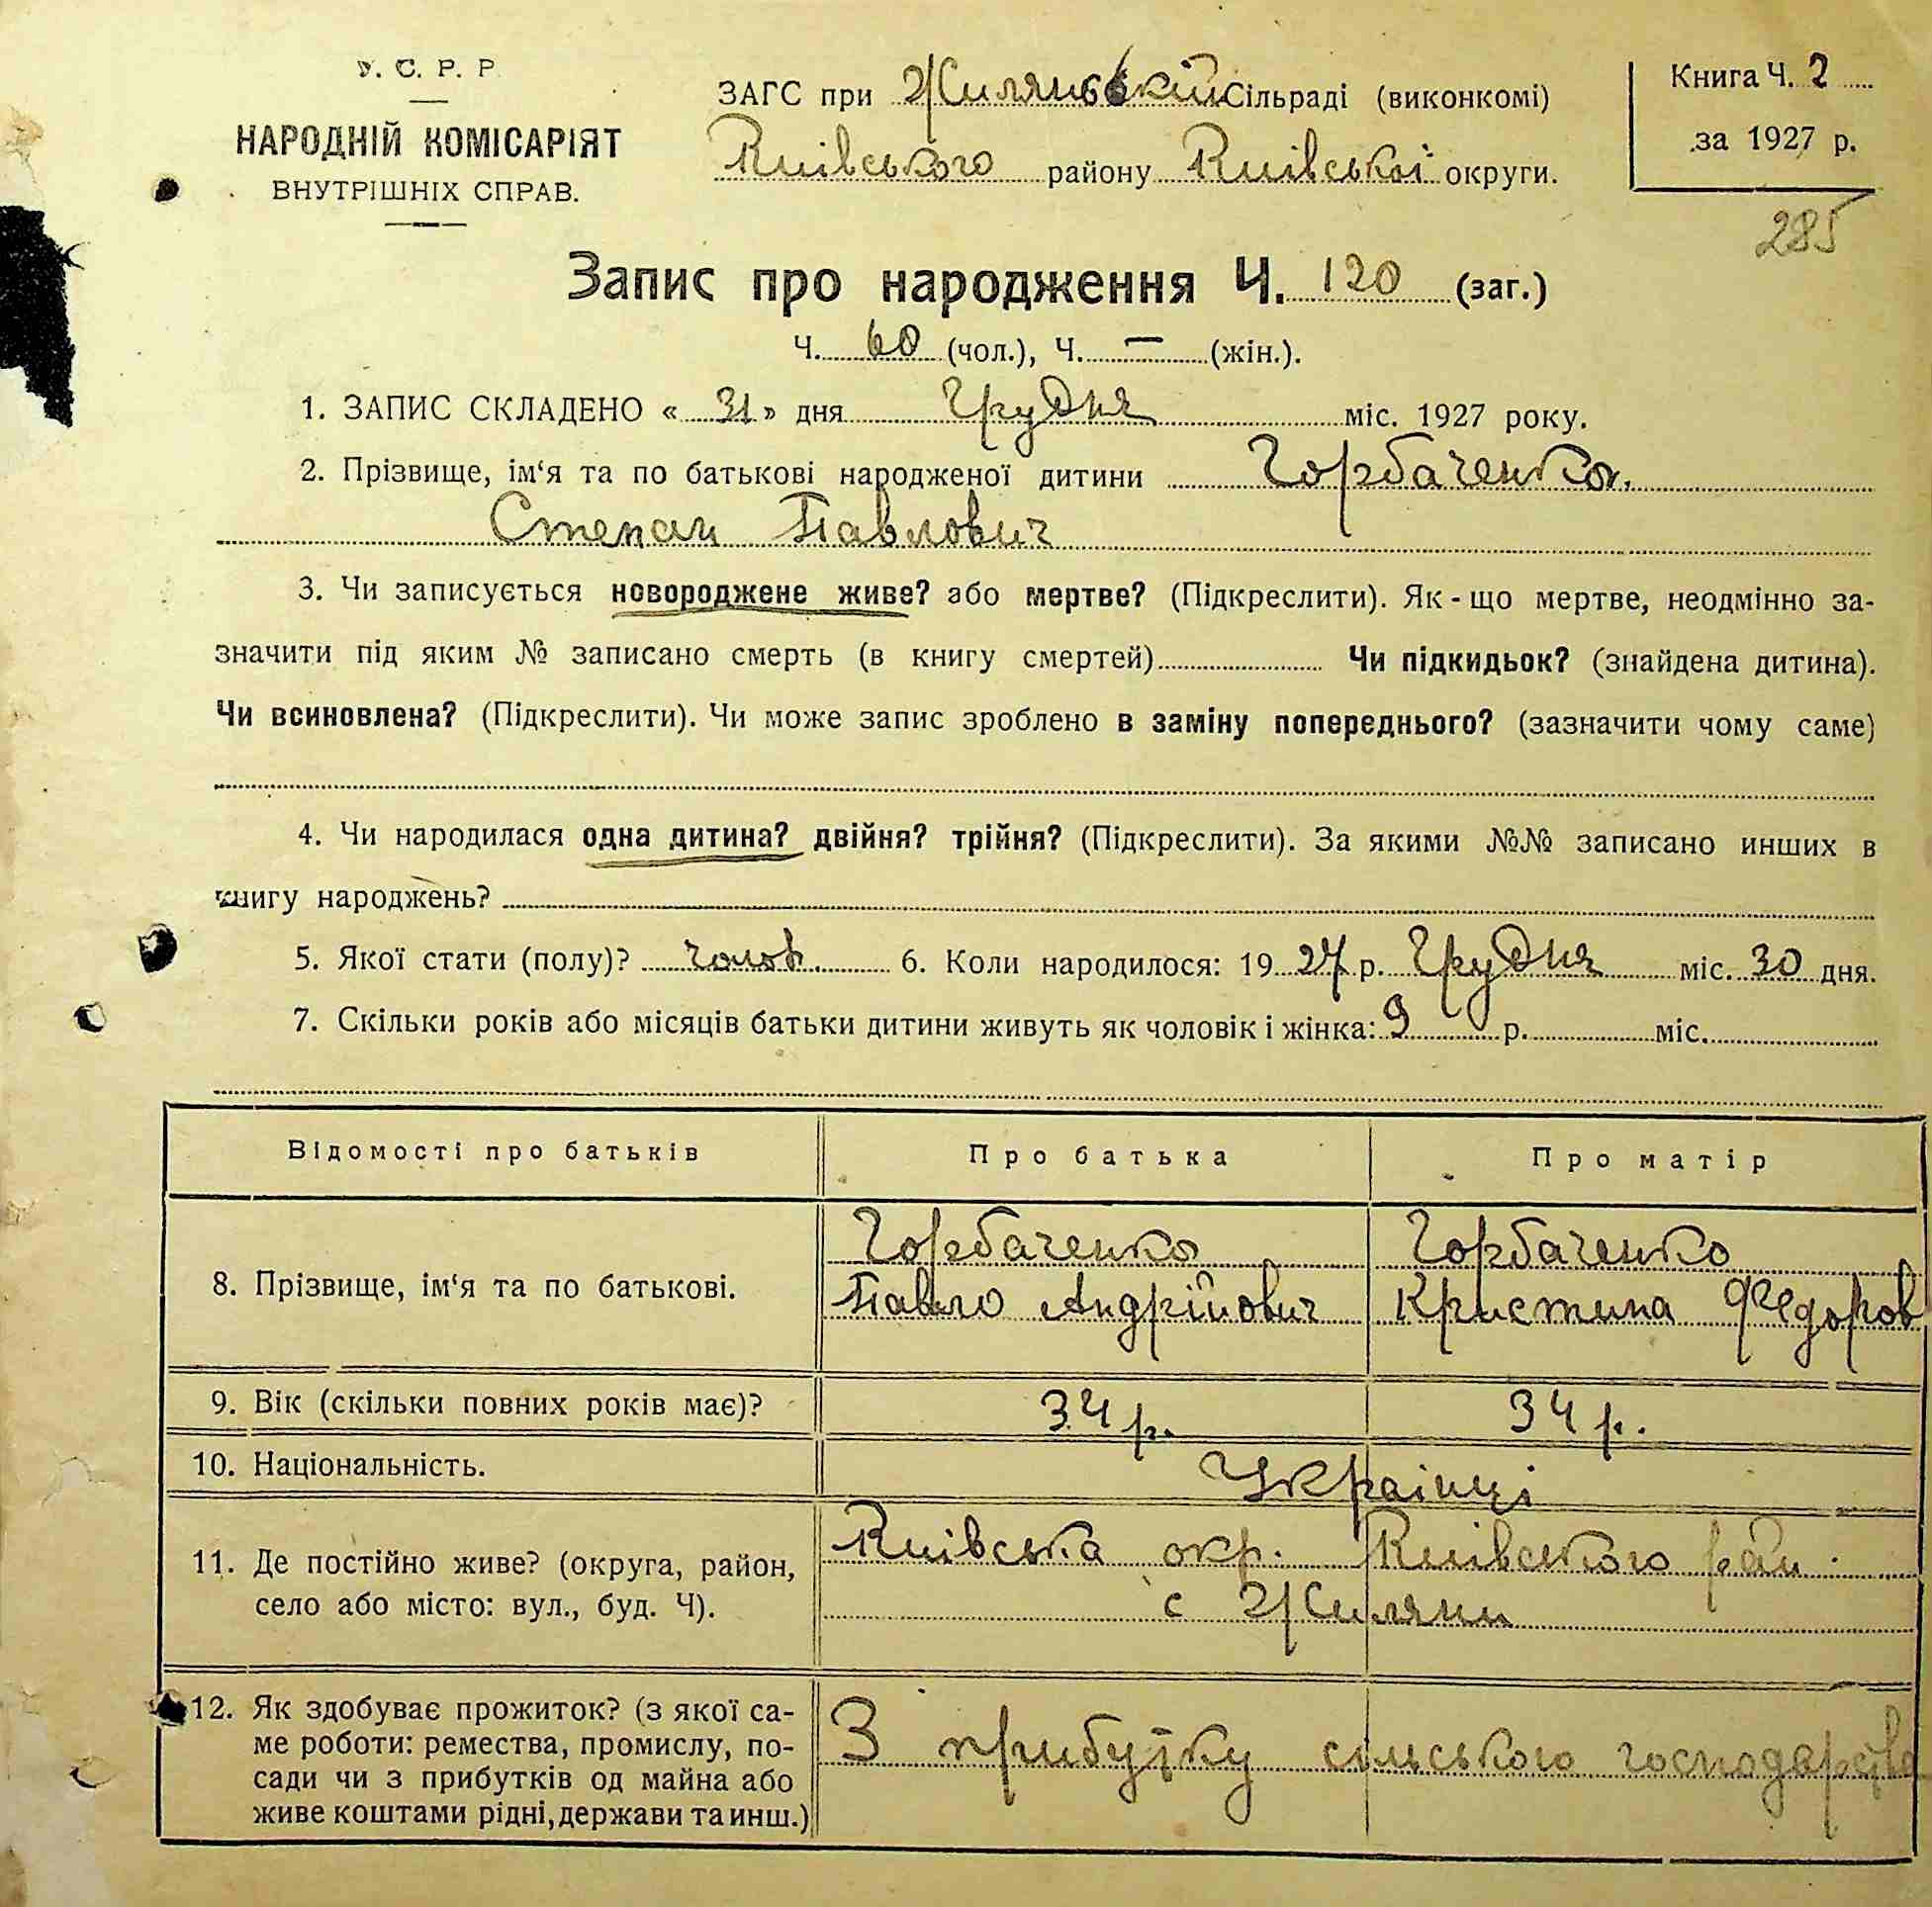 У. С. Р. Р
НАРОДНІЙ КОМІСАРІЯТ
ВНУТРІШНІХ СПРАВ.
ЗАГС при Жилянській Сільраді (виконкомі)
Київського району Київської округи.
Книга Ч. 2
за 1927 р.
285
Запис про народження Ч. 120 (заг.)
Ч. 60 (чол.), Ч. — (жін.).
1. ЗАПИС СКЛАДЕНО «31» дня Грудня міс. 1927 року.
2. Прізвище, ім‘я та по батькові народженої дитини Горбаченко.
Степан Павлович
3. Чи записується новороджене живе? або мертве? (Підкреслити). Як-що мертве, неодмінно за-
значити під яким № записано смерть (в книгу смертей) Чи підкидьок? (знайдена дитина).
Чи всиновлена? (Підкреслити). Чи може запис зроблено в заміну попереднього? (зазначити чому саме)
4. Чи народилася одна дитина? двійня? трійня? (Підкреслити). За якими №№ записано инших в
книгу народжень?
5. Якої стати (полу)? чолов. 6. Коли народилося: 1927 р. Грудня міс. 30 дня.
7. Скільки років або місяців батьки дитини живуть як чоловік і жінка: 9 р. міс.
Відомості про батьків Про батька Про матір
8. Прізвище, ім‘я та по батькові.
Горбаченко
Павло Андрійович
Горбаченко
Кристина Федоров
9. Вік (скільки повних років має)? 34 р. 34 р.
10. Національність. Українці
11. Де постійно живе? (округа, район,
село або місто: вул., буд. Ч).
Київська окр. Київського рай.
с Жиляни
12. Як здобуває прожиток? (з якої са-
ме роботи: ремества, промислу, по-
сади чи з прибутків од майна або
живе коштами рідні, держави та инш.)
З прибутку сільського господарства